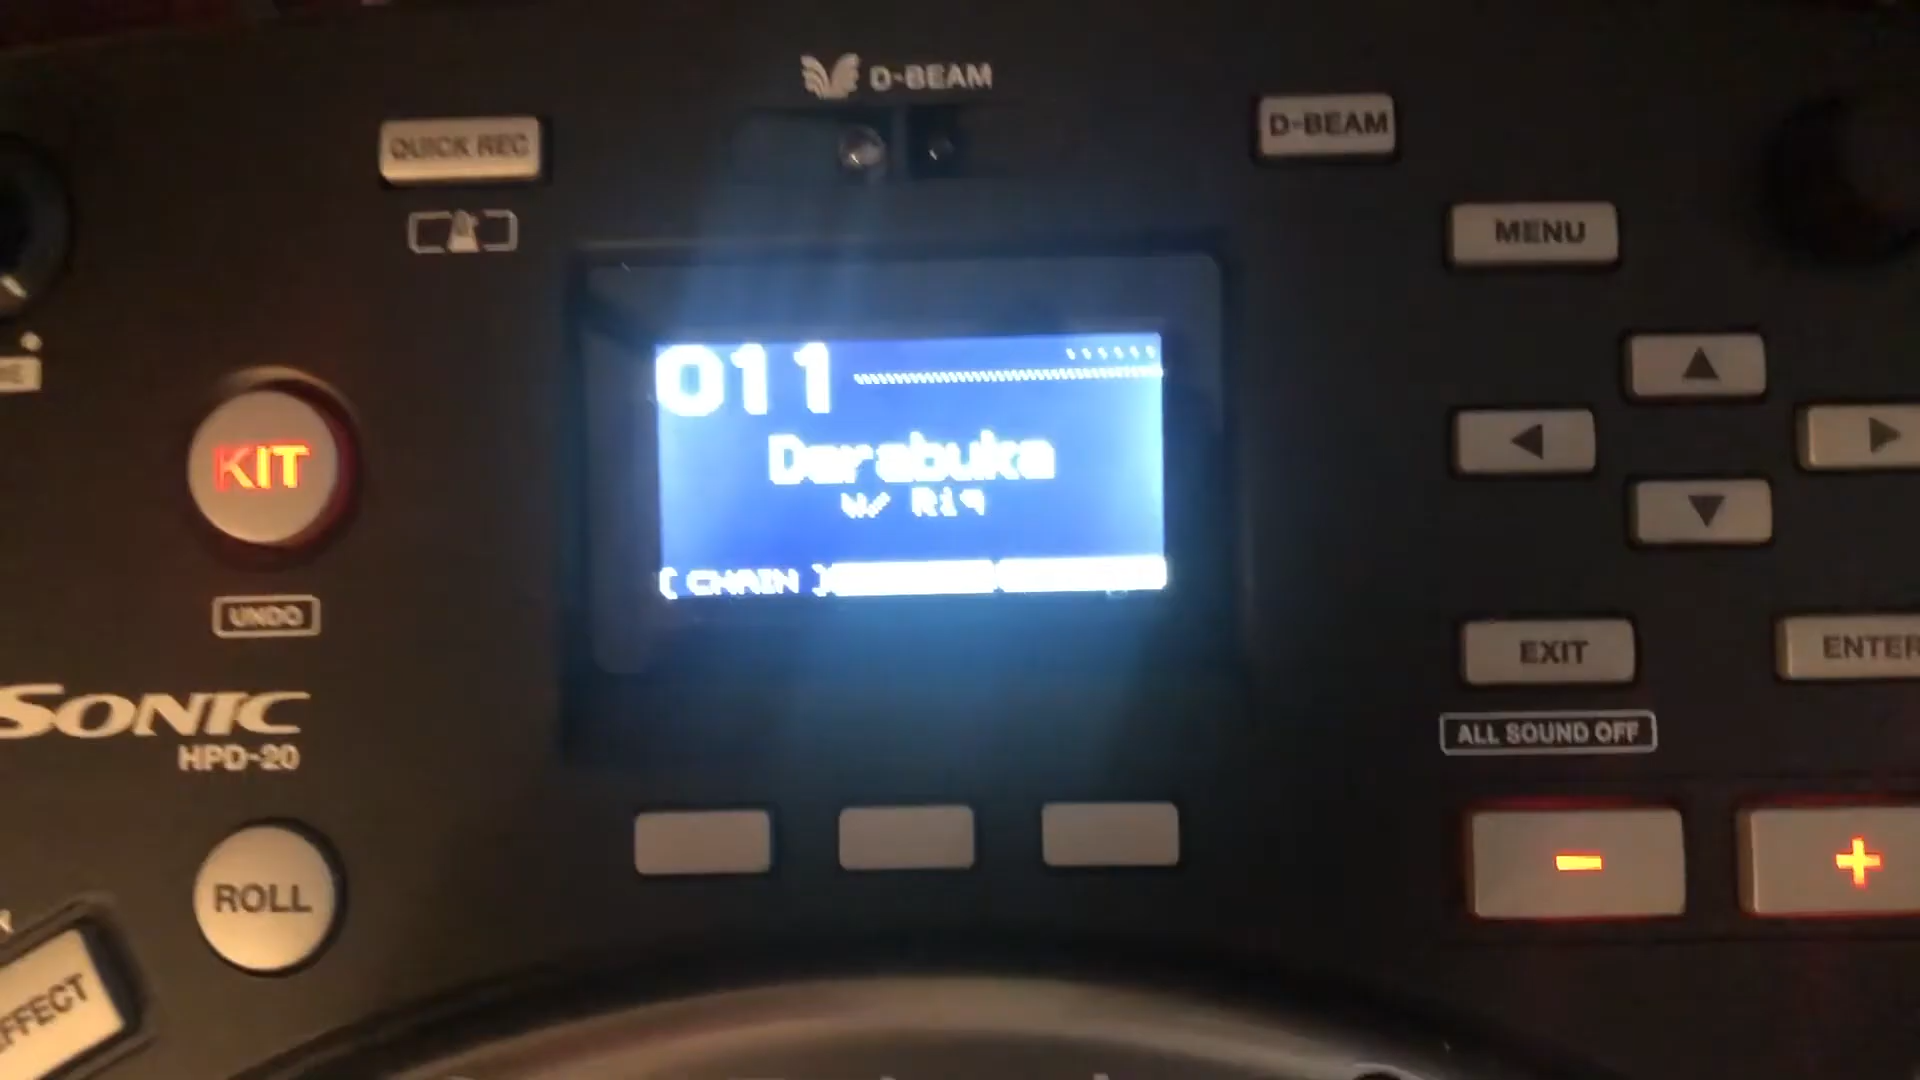 D-BEAM
QUICK REC
D-BEAM
MENU
011
KIT
Darabuka
w/ Riq
[ CHAIN ]
UNDO
EXIT
ENTER
SONIC
HPD-20
ALL SOUND OFF
ROLL
-
+
EFFECT